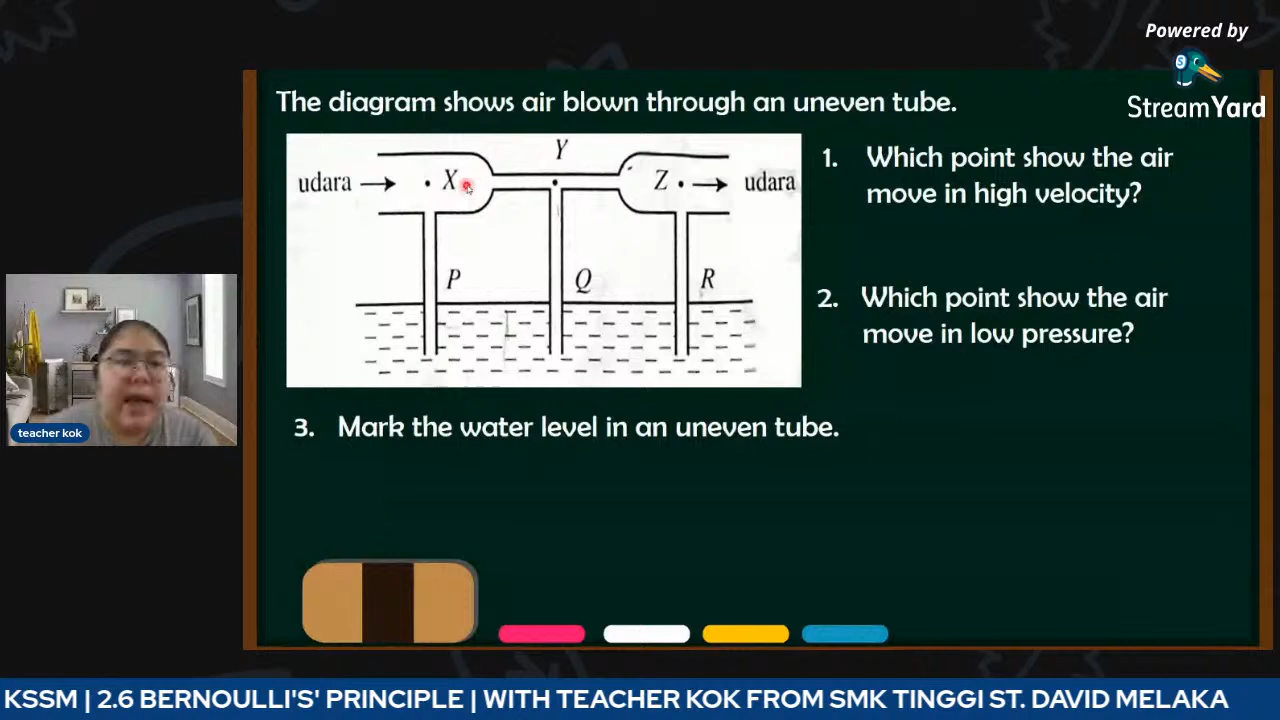 Powered by
StreamYard
The diagram shows air blown through an uneven tube.
Y
udara
X
Z
udara
P
Q
R
1. Which point show the air
move in high velocity?
2. Which point show the air
move in low pressure?
3. Mark the water level in an uneven tube.
teacher kok
KSSM | 2.6 BERNOULLI'S' PRINCIPLE | WITH TEACHER KOK FROM SMK TINGGI ST. DAVID MELAKA